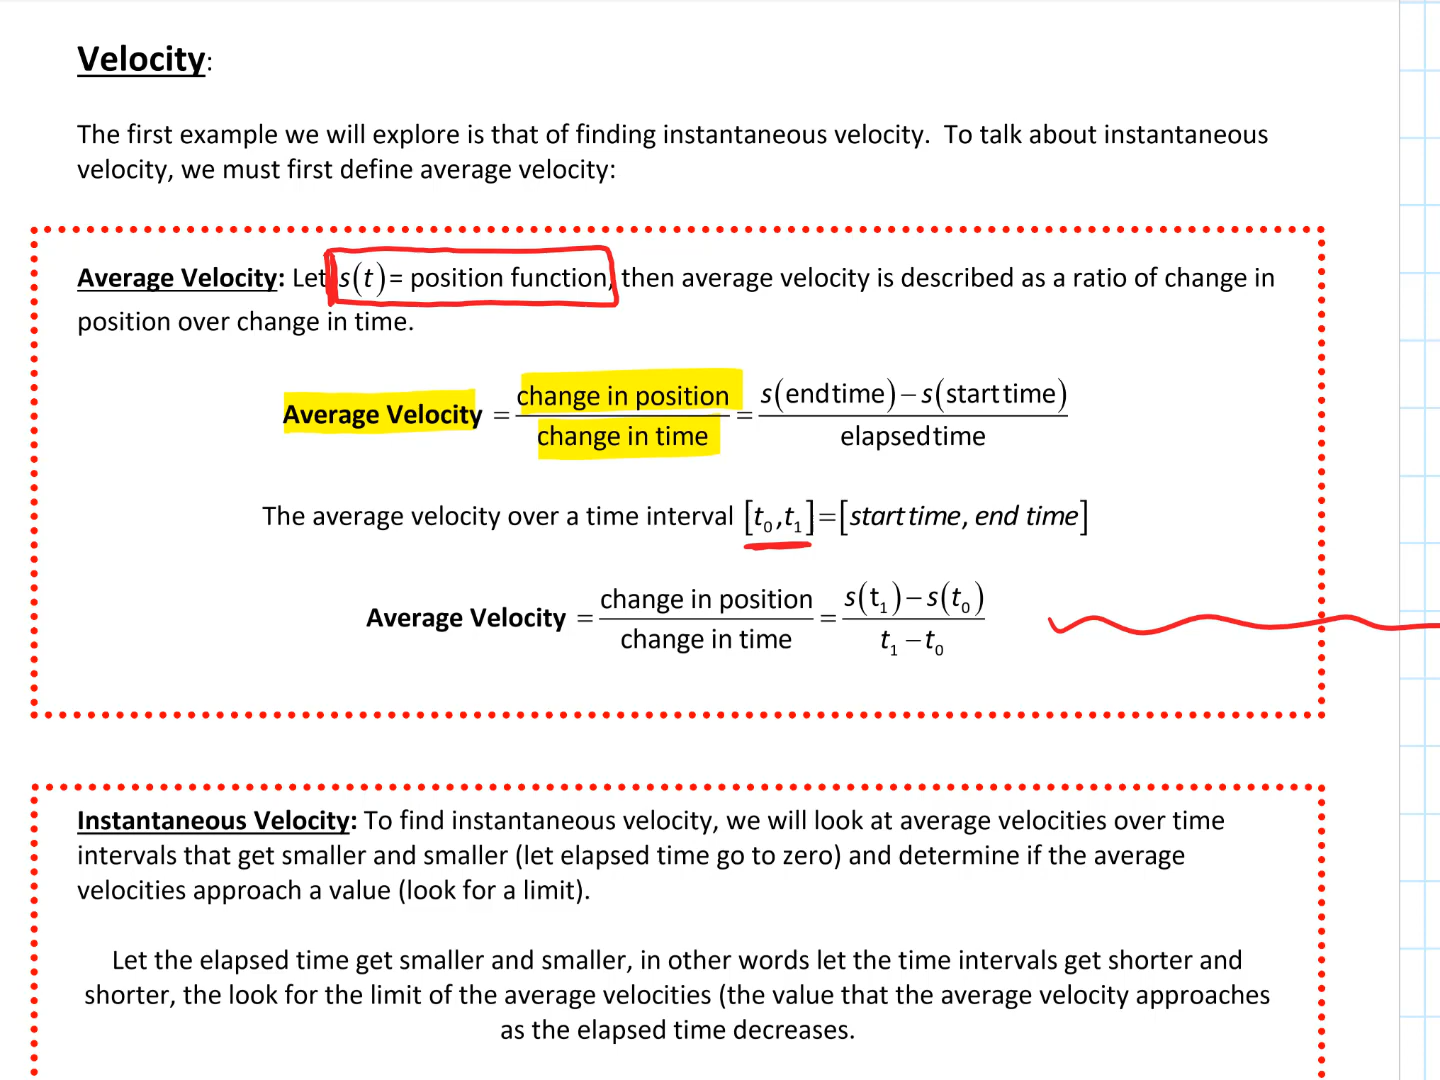 Velocity:
The first example we will explore is that of finding instantaneous velocity.  To talk about instantaneous
velocity, we must first define average velocity:
Average Velocity: Let s(t)= position function, then average velocity is described as a ratio of change in
position over change in time.
Average Velocity = change in position / change in time = s(end time) − s(start time) / elapsed time
The average velocity over a time interval [t₀,t₁]=[start time, end time]
Average Velocity = change in position / change in time = s(t₁) − s(t₀) / t₁ − t₀
Instantaneous Velocity: To find instantaneous velocity, we will look at average velocities over time
intervals that get smaller and smaller (let elapsed time go to zero) and determine if the average
velocities approach a value (look for a limit).
Let the elapsed time get smaller and smaller, in other words let the time intervals get shorter and
shorter, the look for the limit of the average velocities (the value that the average velocity approaches
as the elapsed time decreases.